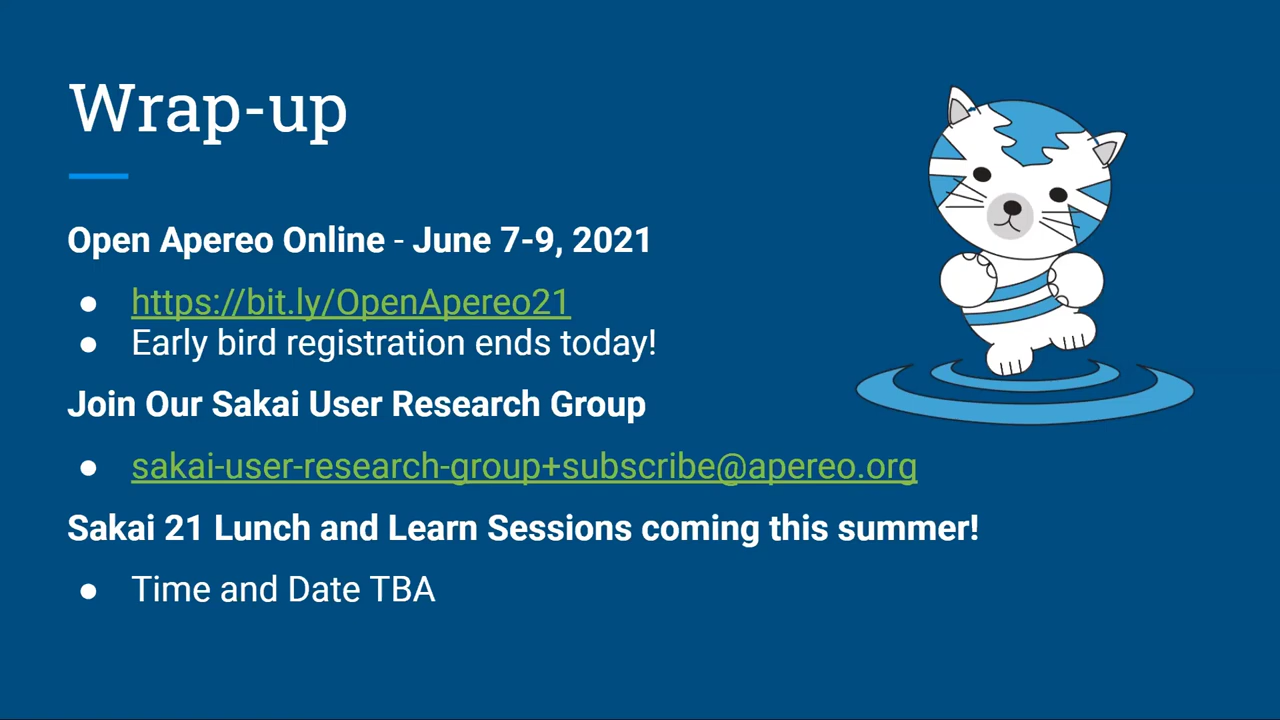 Wrap-up
Open Apereo Online - June 7-9, 2021
● https://bit.ly/OpenApereo21
● Early bird registration ends today!
Join Our Sakai User Research Group
● sakai-user-research-group+subscribe@apereo.org
Sakai 21 Lunch and Learn Sessions coming this summer!
● Time and Date TBA